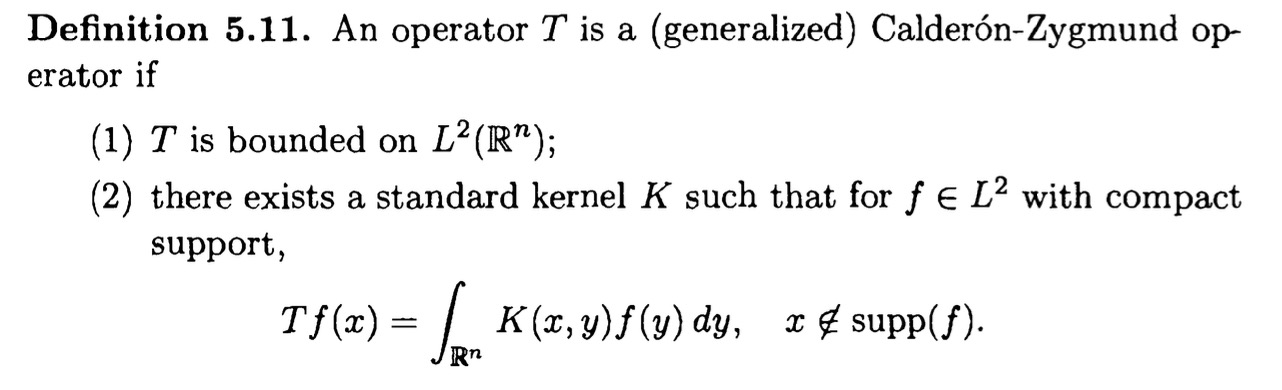 Definition 5.11. An operator T is a (generalized) Calderón-Zygmund op-
erator if
(1) T is bounded on L²(ℝⁿ);
(2) there exists a standard kernel K such that for f ∈ L² with compact
support,
Tf(x) = ∫_{ℝⁿ} K(x, y)f(y) dy, x ∉ supp(f).